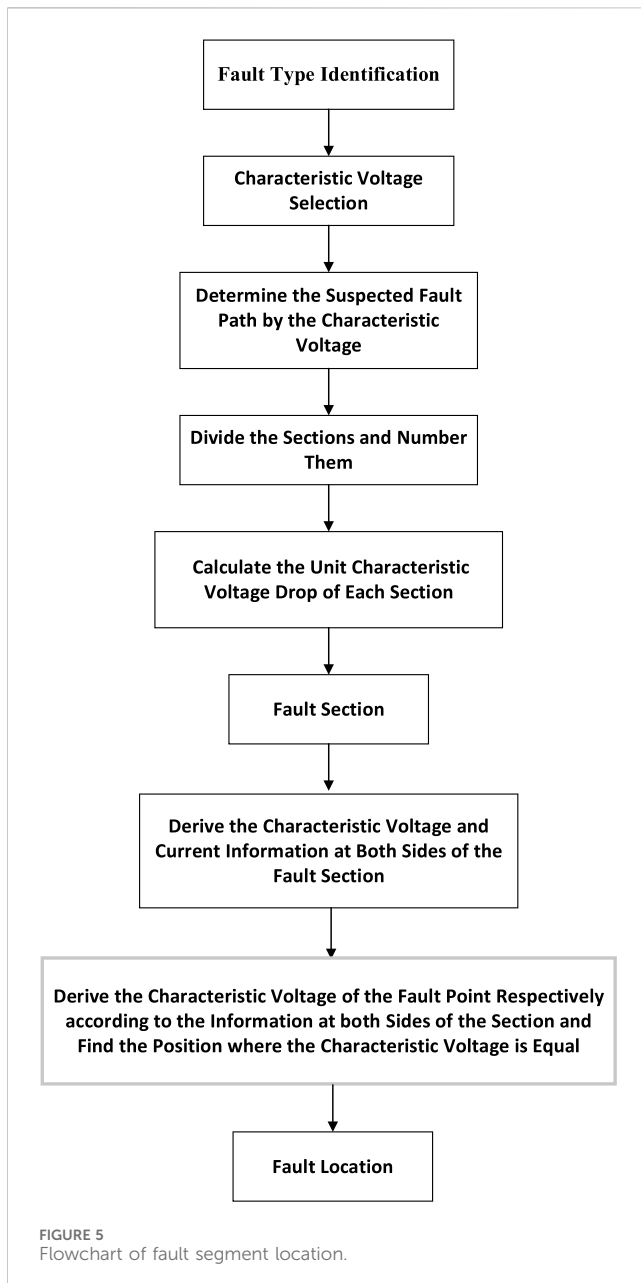 Fault Type Identification
Characteristic Voltage
Selection
Determine the Suspected Fault
Path by the Characteristic
Voltage
Divide the Sections and Number
Them
Calculate the Unit Characteristic
Voltage Drop of Each Section
Fault Section
Derive the Characteristic Voltage and
Current Information at Both Sides of the
Fault Section
Derive the Characteristic Voltage of the Fault Point Respectively
according to the Information at both Sides of the Section and
Find the Position where the Characteristic Voltage is Equal
Fault Location
FIGURE 5
Flowchart of fault segment location.